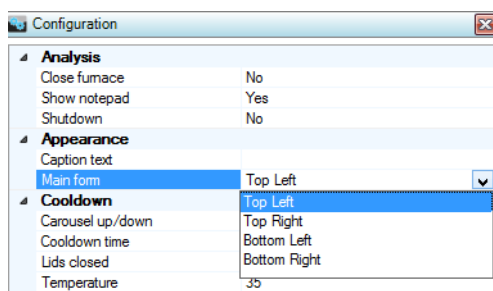 Configuration
Analysis
Close furnace No
Show notepad Yes
Shutdown No
Appearance
Caption text
Main form Top Left
Cooldown Top Left
Carousel up/down Top Right
Cooldown time Bottom Left
Lids closed Bottom Right
Temperature 35